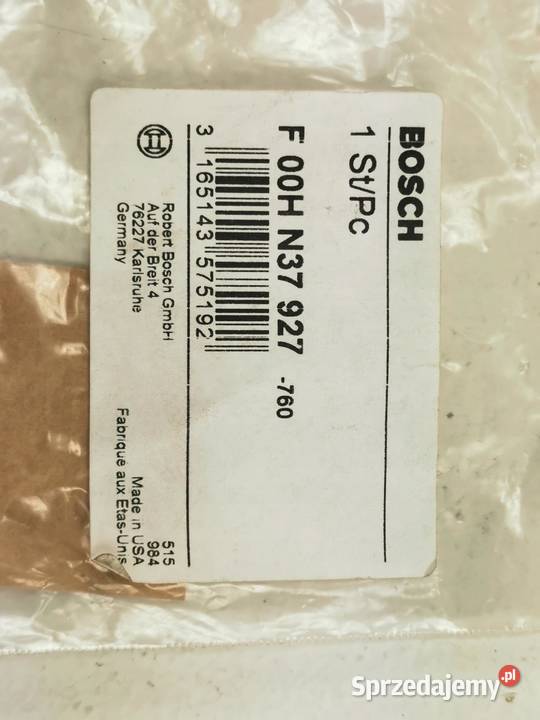 BOSCH
1 St/Pc
F 00H N37 927 -760
3 165143 575192
Robert Bosch GmbH
Auf der Breit 4
76227 Karlsruhe
Germany
515
984
Made in USA
Fabriqué aux Etas-Unis
Sprzedajemy.pl